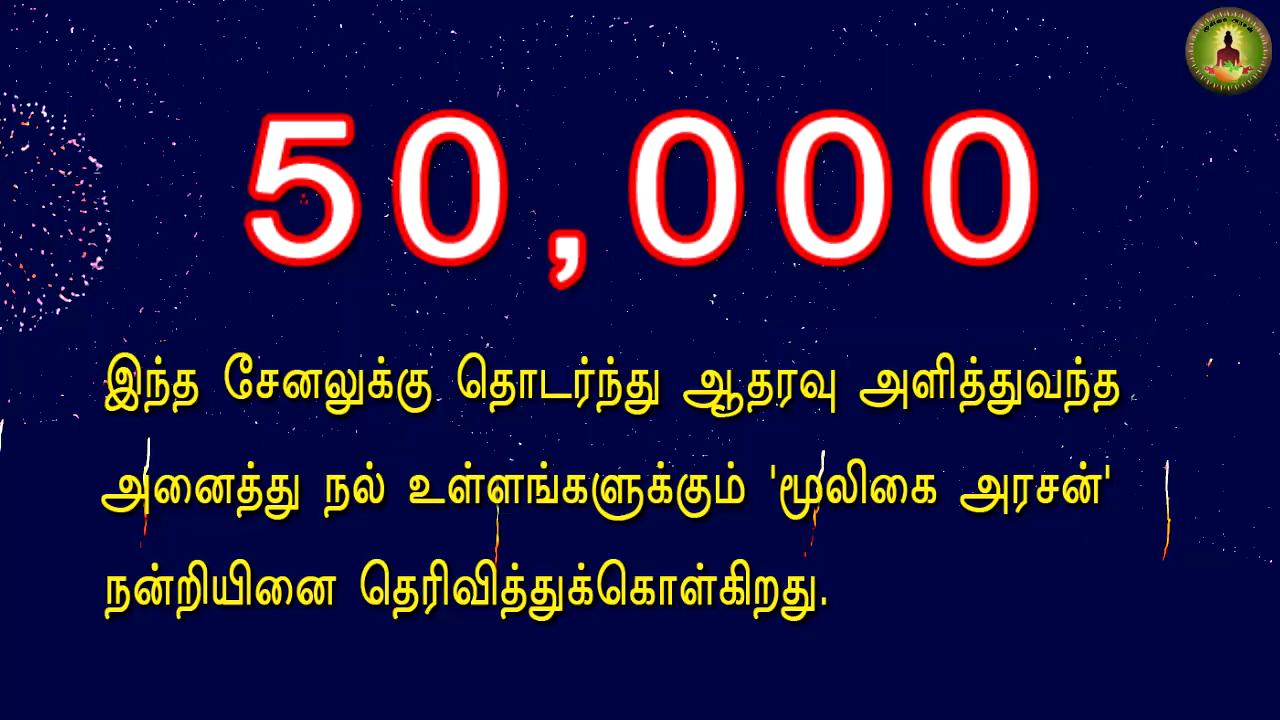 50,000
இந்த சேனலுக்கு தொடர்ந்து ஆதரவு அளித்துவந்த
அனைத்து நல் உள்ளங்களுக்கும் 'மூலிகை அரசன்'
நன்றியினை தெரிவித்துக்கொள்கிறது.